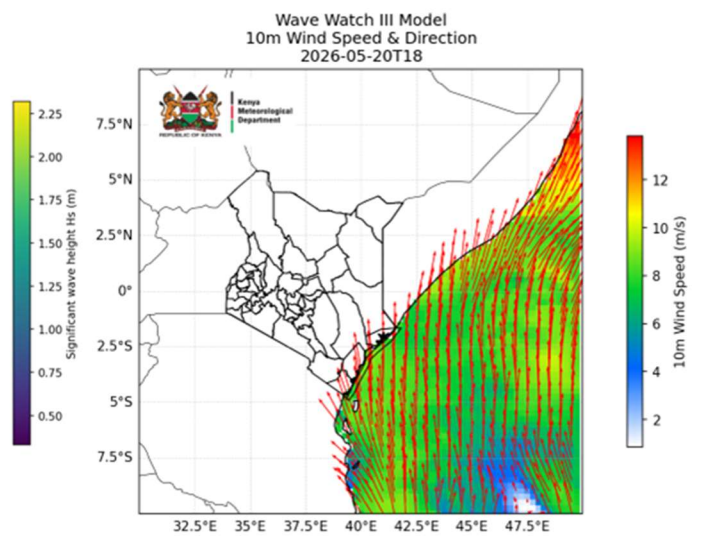 Wave Watch III Model
10m Wind Speed & Direction
2026-05-20T18
Kenya
Meteorological
Department
REPUBLIC OF KENYA
7.5°N
5°N
2.5°N
0°
2.5°S
5°S
7.5°S
32.5°E
35°E
37.5°E
40°E
42.5°E
45°E
47.5°E
2.25
2.00
1.75
1.50
1.25
1.00
0.75
0.50
Significant wave height Hs (m)
12
10
8
6
4
2
10m Wind Speed (m/s)